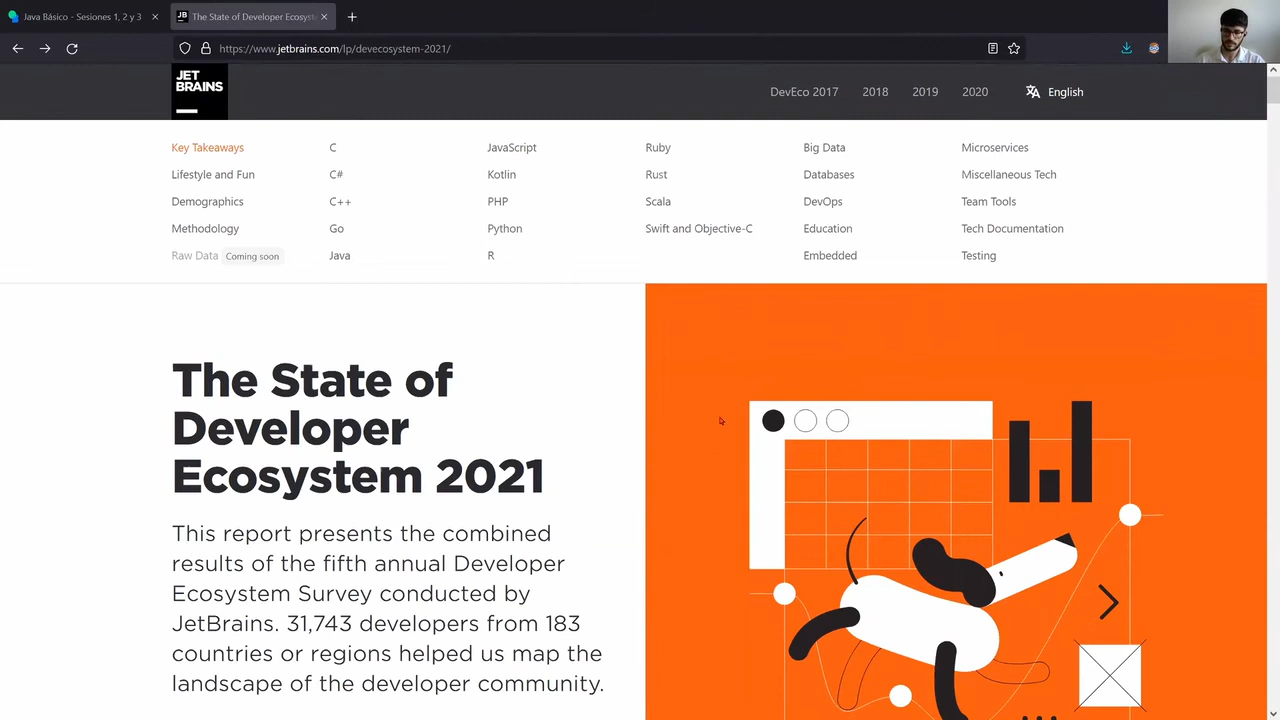 Java Básico - Sesiones 1, 2 y 3
The State of Developer Ecosyst
https://www.jetbrains.com/lp/devecosystem-2021/
JET
BRAINS
DevEco 2017
2018
2019
2020
English
Key Takeaways
C
JavaScript
Ruby
Big Data
Microservices
Lifestyle and Fun
C#
Kotlin
Rust
Databases
Miscellaneous Tech
Demographics
C++
PHP
Scala
DevOps
Team Tools
Methodology
Go
Python
Swift and Objective-C
Education
Tech Documentation
Raw Data
Coming soon
Java
R
Embedded
Testing
The State of
Developer
Ecosystem 2021
This report presents the combined
results of the fifth annual Developer
Ecosystem Survey conducted by
JetBrains. 31,743 developers from 183
countries or regions helped us map the
landscape of the developer community.